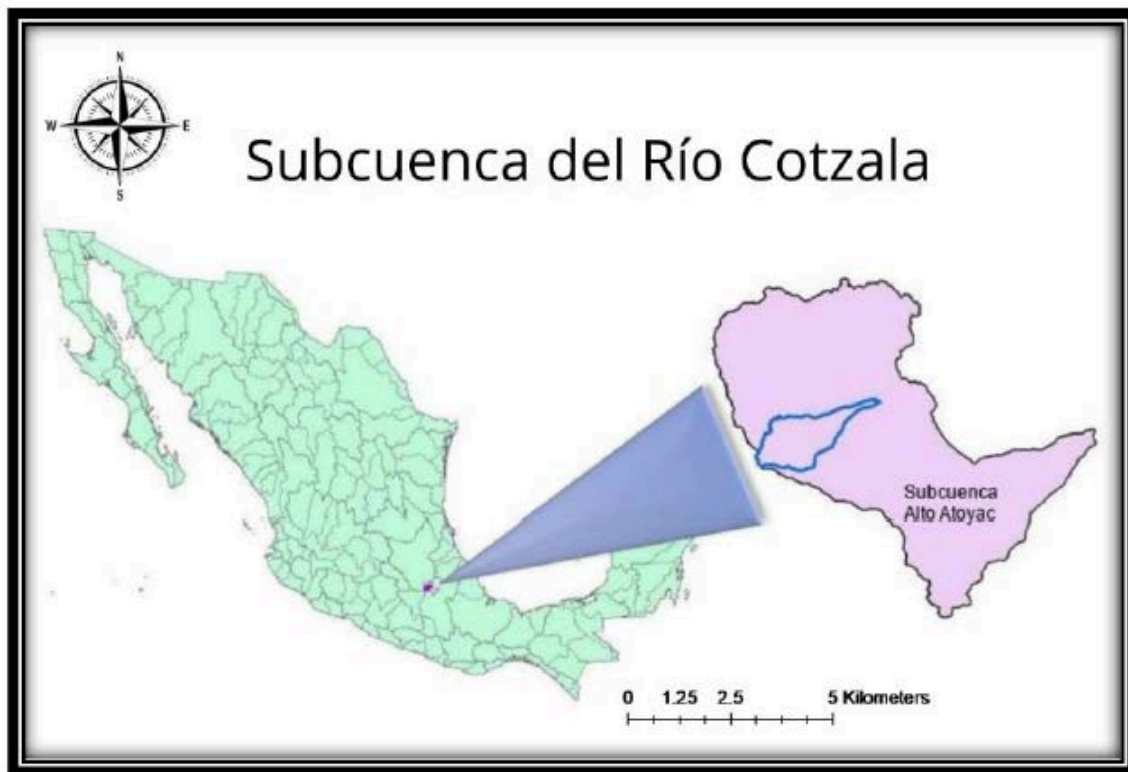 N
W E
S
Subcuenca del Río Cotzala
Subcuenca
Alto Atoyac
0 1.25 2.5 5 Kilometers